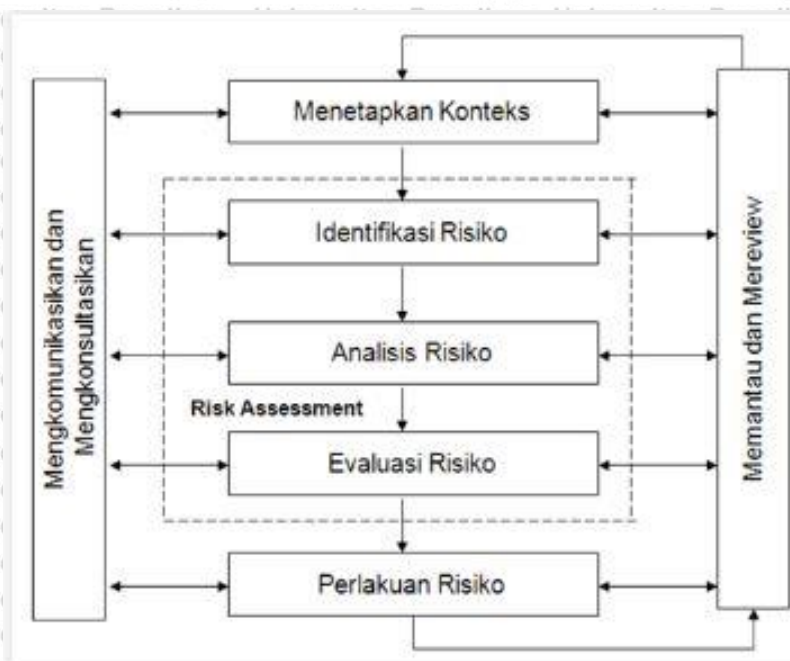 Menetapkan Konteks
Identifikasi Risiko
Analisis Risiko
Risk Assessment
Evaluasi Risiko
Perlakuan Risiko
Mengkomunikasikan dan
Mengkonsultasikan
Memantau dan Mereview